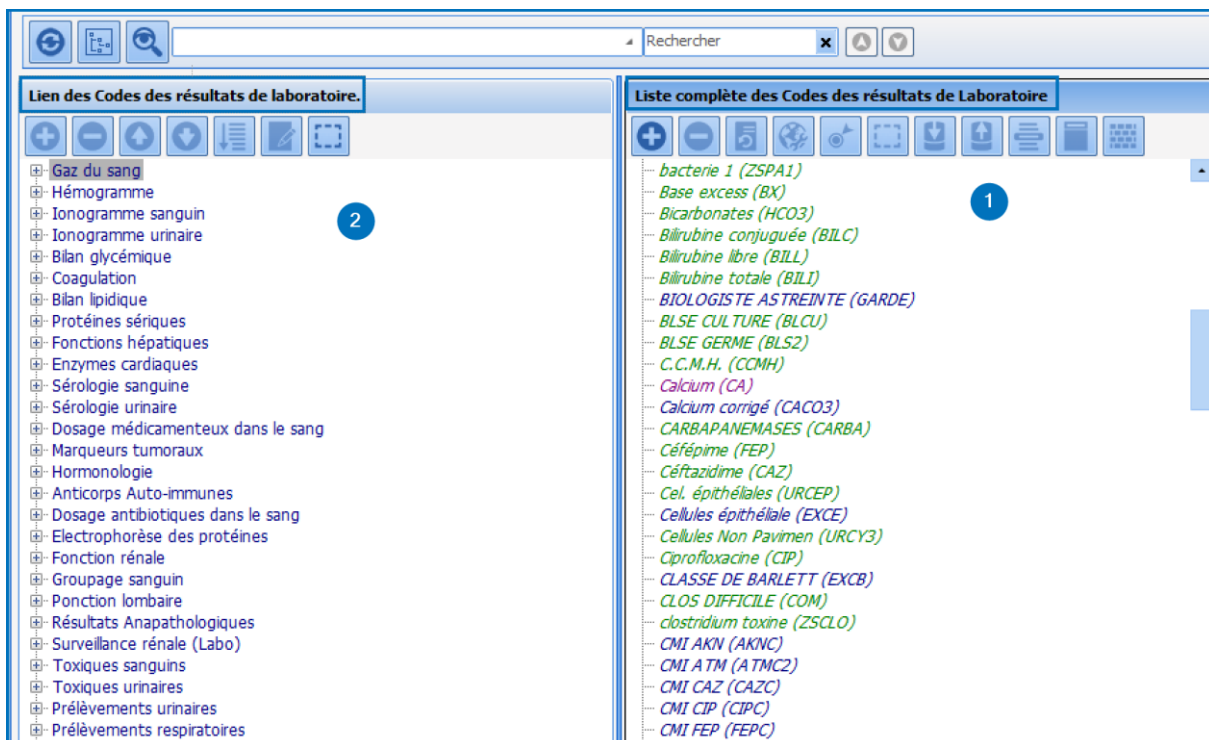 Rechercher
Lien des Codes des résultats de laboratoire.
Gaz du sang
Hémogramme
Ionogramme sanguin
Ionogramme urinaire
Bilan glycémique
Coagulation
Bilan lipidique
Protéines sériques
Fonctions hépatiques
Enzymes cardiaques
Sérologie sanguine
Sérologie urinaire
Dosage médicamenteux dans le sang
Marqueurs tumoraux
Hormonologie
Anticorps Auto-immunes
Dosage antibiotiques dans le sang
Electrophorèse des protéines
Fonction rénale
Groupage sanguin
Ponction lombaire
Résultats Anapathologiques
Surveillance rénale (Labo)
Toxiques sanguins
Toxiques urinaires
Prélèvements urinaires
Prélèvements respiratoires
2
Liste complète des Codes des résultats de Laboratoire
bacterie 1 (ZSPA1)
Base excess (BX)
Bicarbonates (HCO3)
Bilirubine conjuguée (BILC)
Bilirubine libre (BILL)
Bilirubine totale (BILI)
BIOLOGISTE ASTREINTE (GARDE)
BLSE CULTURE (BLCU)
BLSE GERME (BLS2)
C.C.M.H. (CCMH)
Calcium (CA)
Calcium corrigé (CACO3)
CARBAPANEMASES (CARBA)
Céfépime (FEP)
Céftazidime (CAZ)
Cel. épithéliales (URCEP)
Cellules épithéliale (EXCE)
Cellules Non Pavimen (URCY3)
Ciprofloxacine (CIP)
CLASSE DE BARLETT (EXCB)
CLOS DIFFICILE (COM)
clostridium toxine (ZSCLO)
CMI AKN (AKNC)
CMI ATM (ATMC2)
CMI CAZ (CAZC)
CMI CIP (CIPC)
CMI FEP (FEPC)
1